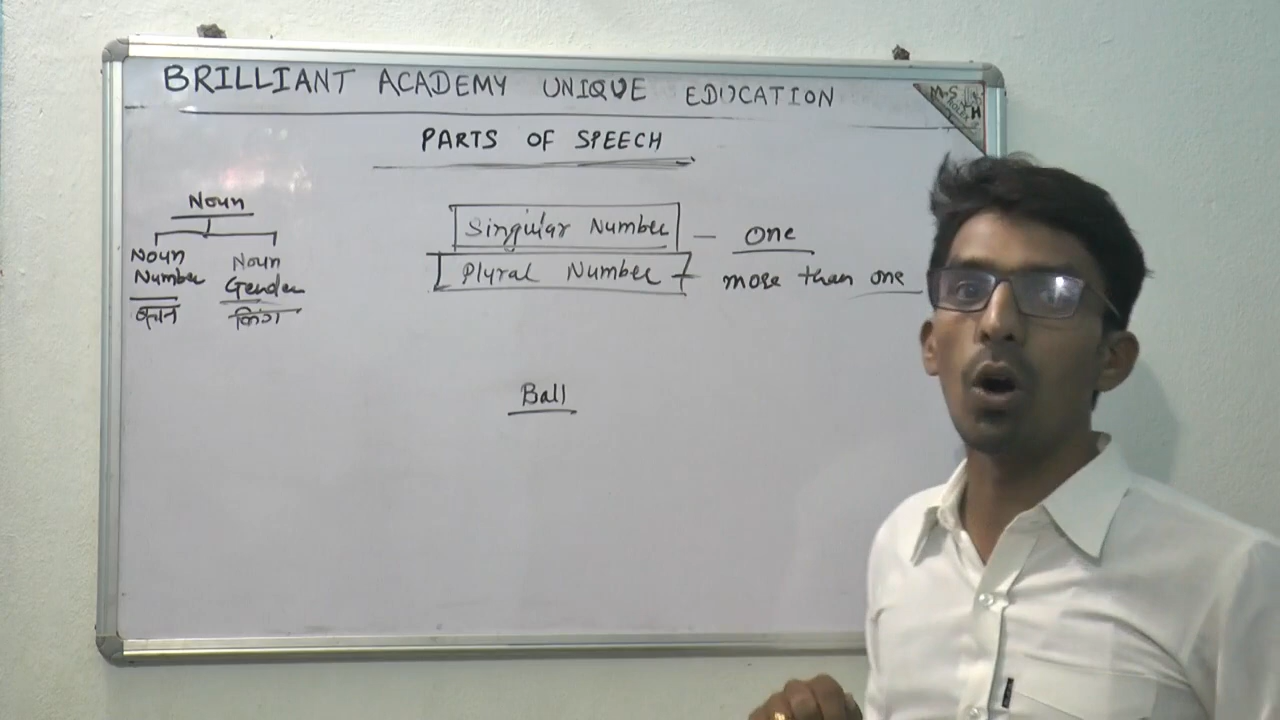 BRILLIANT ACADEMY UNIQUE EDUCATION
PARTS OF SPEECH
Noun
Noun
Number
वचन
Noun
Gender
लिंग
Singular Number – One
Plural Number – more than one
Ball
M-S